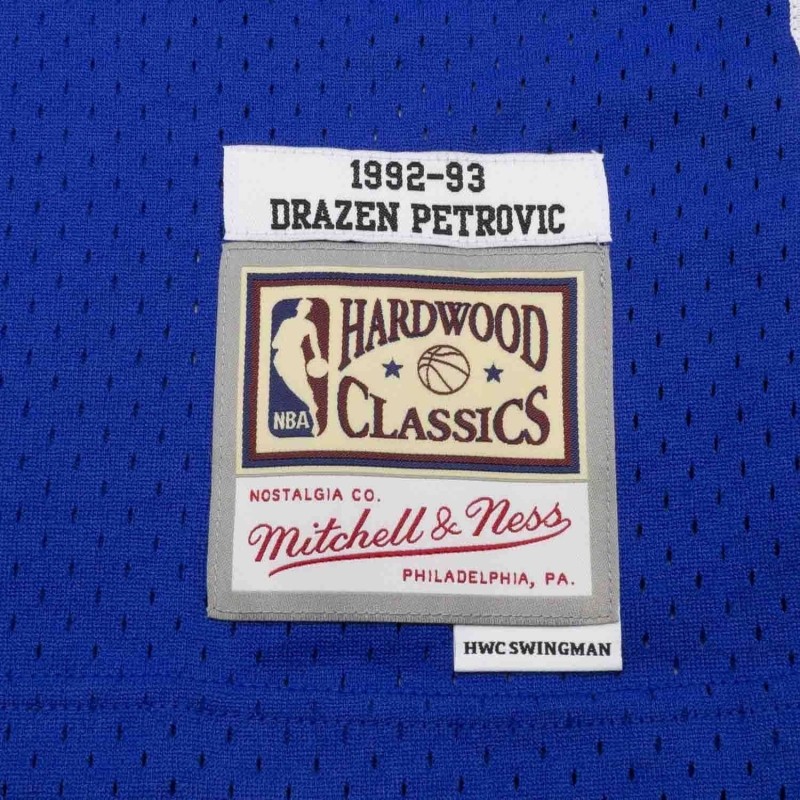 1992-93
DRAZEN PETROVIC
HARDWOOD
CLASSICS
NBA
NOSTALGIA CO.
Mitchell & Ness
PHILADELPHIA, PA.
HWC SWINGMAN